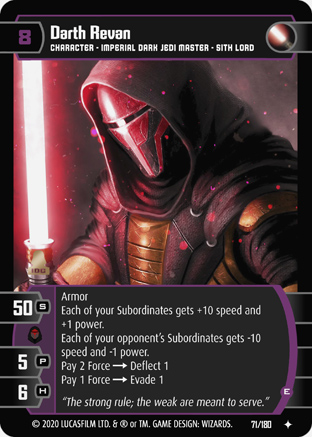 8
Darth Revan
CHARACTER - IMPERIAL DARK JEDI MASTER - SITH LORD
50 S
5 P
6 H
Armor
Each of your Subordinates gets +10 speed and
+1 power.
Each of your opponent's Subordinates gets -10
speed and -1 power.
Pay 2 Force → Deflect 1
Pay 1 Force → Evade 1
"The strong rule; the weak are meant to serve."
E
© 2020 LUCASFILM LTD. & ® or TM. GAME DESIGN: WIZARDS.
71/180